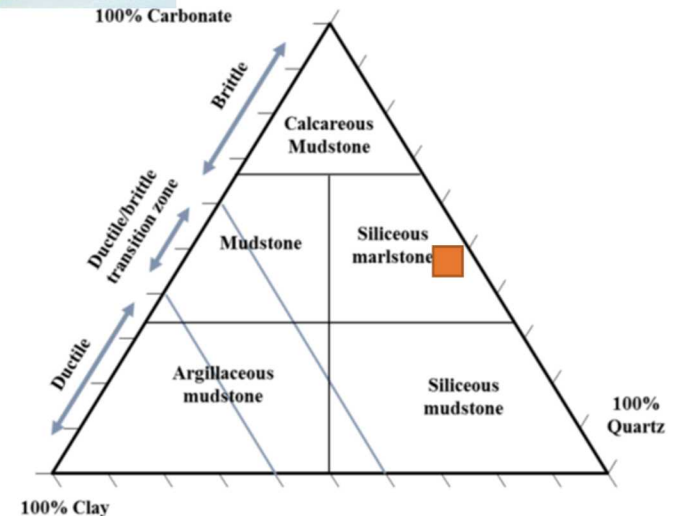 100% Carbonate
Brittle
Calcareous
Mudstone
Ductile/brittle
transition zone
Mudstone
Siliceous
marlstone
Ductile
Argillaceous
mudstone
Siliceous
mudstone
100%
Quartz
100% Clay